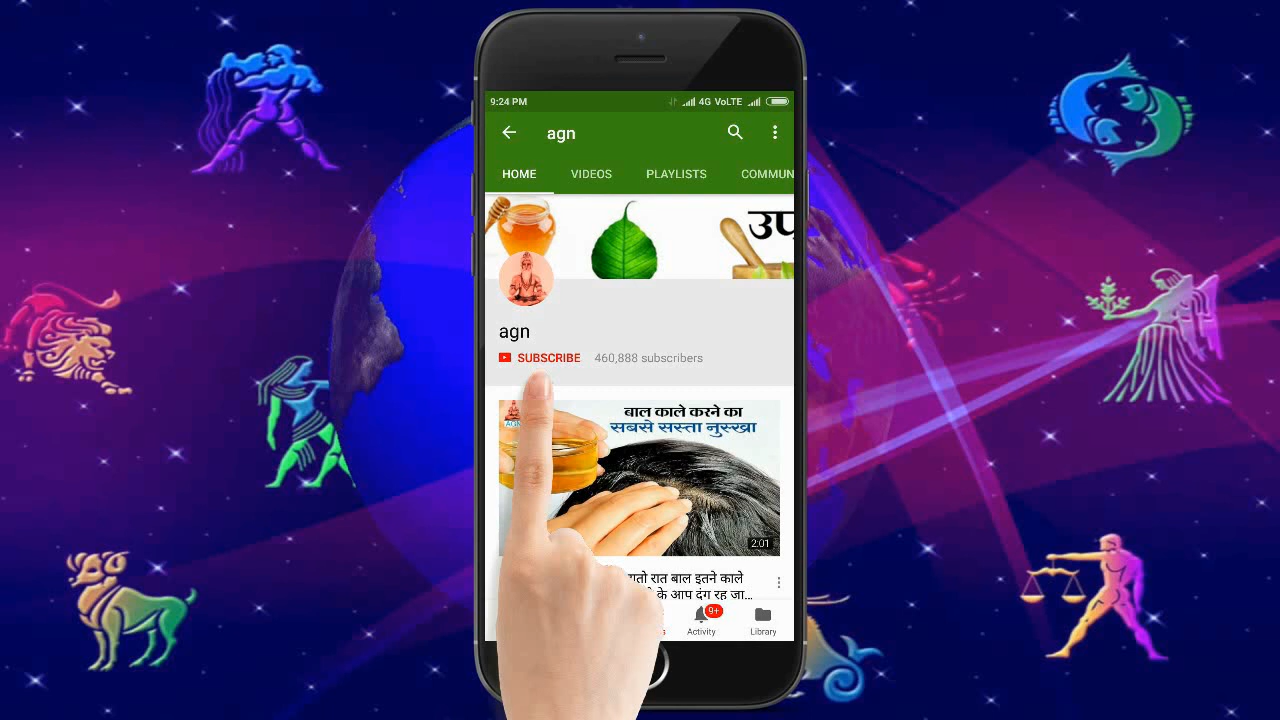 9:24 PM
4G VoLTE
agn
HOME VIDEOS PLAYLISTS COMMUN
agn
SUBSCRIBE 460,888 subscribers
AGN
बाल काले करने का
सबसे सस्ता नुस्खा
2:01
रात बाल इतने काले
के आप दंग रह जा...
9+
Activity
Library